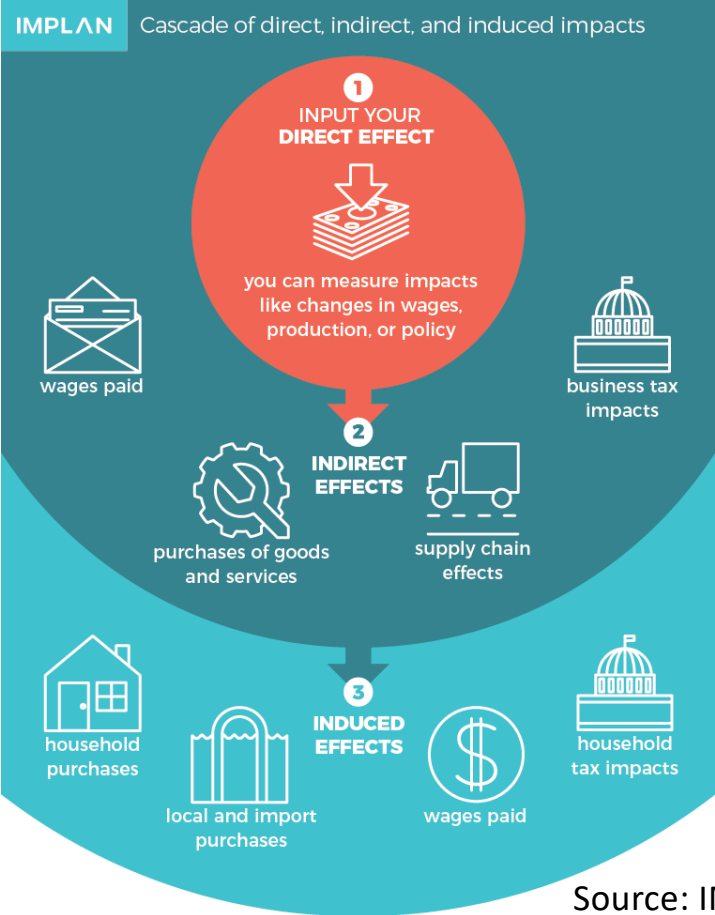 IMPLAN
Cascade of direct, indirect, and induced impacts
1
INPUT YOUR
DIRECT EFFECT
you can measure impacts
like changes in wages,
production, or policy
wages paid
business tax
impacts
2
INDIRECT
EFFECTS
purchases of goods
and services
supply chain
effects
3
INDUCED
EFFECTS
household
purchases
local and import
purchases
wages paid
household
tax impacts
Source: